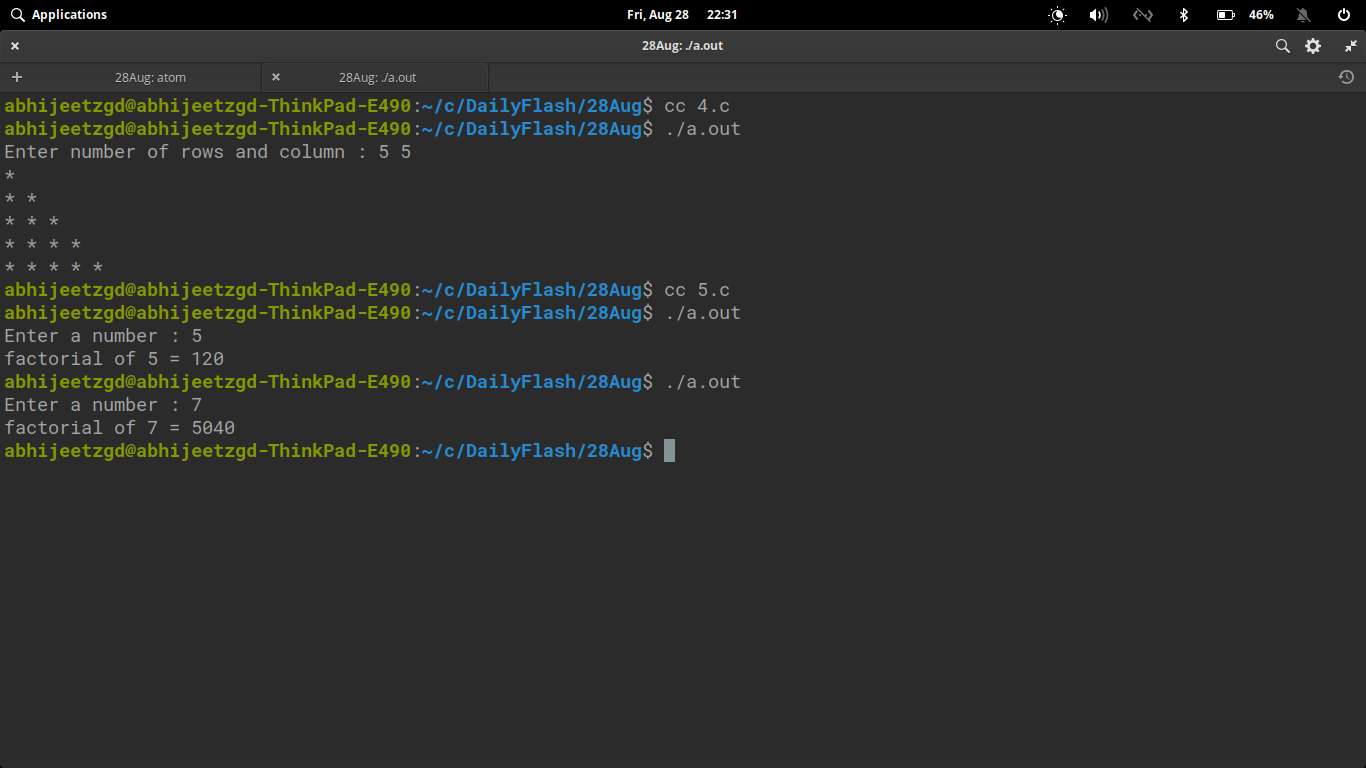 Applications Fri, Aug 28 22:31 46%
28Aug: ./a.out
28Aug: atom 28Aug: ./a.out
abhijeetzgd@abhijeetzgd-ThinkPad-E490:~/c/DailyFlash/28Aug$ cc 4.c
abhijeetzgd@abhijeetzgd-ThinkPad-E490:~/c/DailyFlash/28Aug$ ./a.out
Enter number of rows and column : 5 5
*
* *
* * *
* * * *
* * * * *
abhijeetzgd@abhijeetzgd-ThinkPad-E490:~/c/DailyFlash/28Aug$ cc 5.c
abhijeetzgd@abhijeetzgd-ThinkPad-E490:~/c/DailyFlash/28Aug$ ./a.out
Enter a number : 5
factorial of 5 = 120
abhijeetzgd@abhijeetzgd-ThinkPad-E490:~/c/DailyFlash/28Aug$ ./a.out
Enter a number : 7
factorial of 7 = 5040
abhijeetzgd@abhijeetzgd-ThinkPad-E490:~/c/DailyFlash/28Aug$